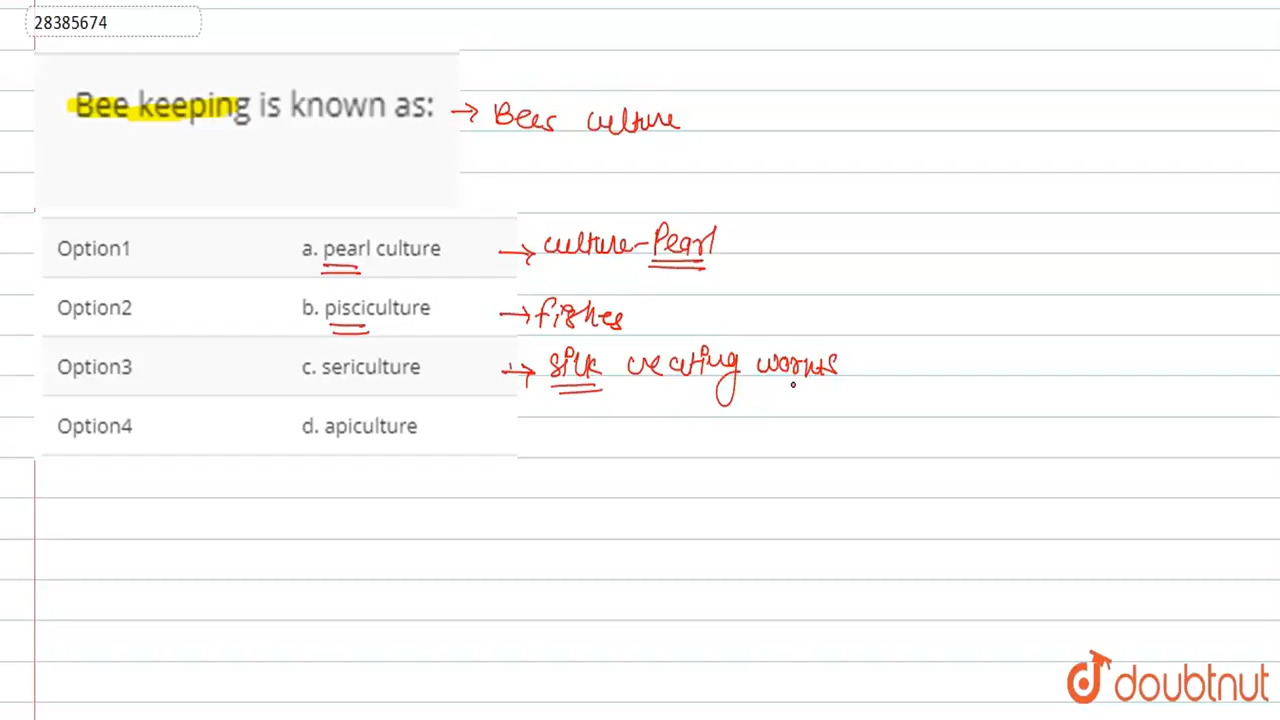 28385674
Bee keeping is known as: → Bees culture
Option1 a. pearl culture → culture-Pearl
Option2 b. pisciculture → fishes
Option3 c. sericulture → silk creating worms
Option4 d. apiculture
doubtnut